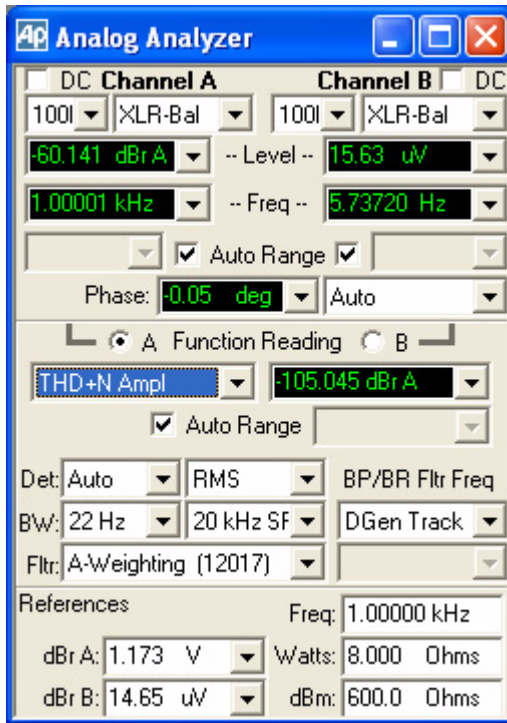 Ap Analog Analyzer
DC Channel A Channel B DC
100l XLR-Bal 100l XLR-Bal
-60.141 dBr A -- Level -- 15.63 uV
1.00001 kHz -- Freq -- 5.73720 Hz
Auto Range
Phase: -0.05 deg Auto
A Function Reading B
THD+N Ampl -105.045 dBr A
Auto Range
Det: Auto RMS BP/BR Fltr Freq
BW: 22 Hz 20 kHz SF DGen Track
Fltr: A-Weighting (12017)
References Freq: 1.00000 kHz
dBr A: 1.173 V Watts: 8.000 Ohms
dBr B: 14.65 uV dBm: 600.0 Ohms